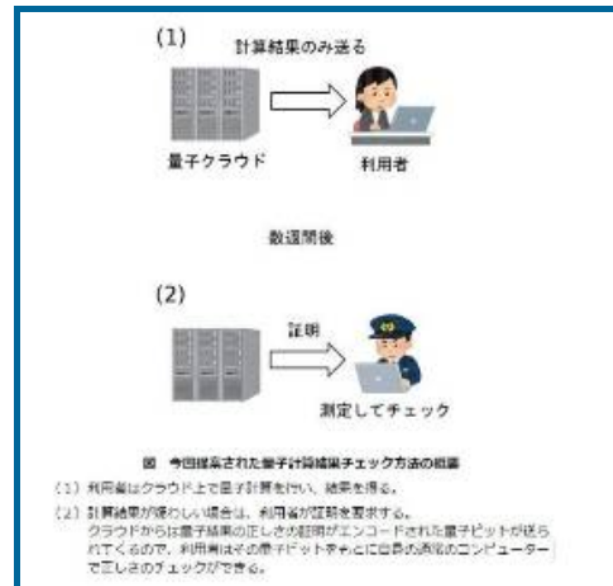 (1)
計算結果のみ送る
量子クラウド
利用者
数週間後
(2)
証明
測定してチェック
図 今回提案された量子計算結果チェック方法の概要
(1) 利用者はクラウド上で量子計算を行い、結果を得る。
(2) 計算結果が疑わしい場合は、利用者が証明を要求する。
クラウドからは量子結果の正しさの証明がエンコードされた量子ビットが送ら
れてくるので、利用者はその量子ビットをもとに自身の通常のコンピューター
で正しさのチェックができる。